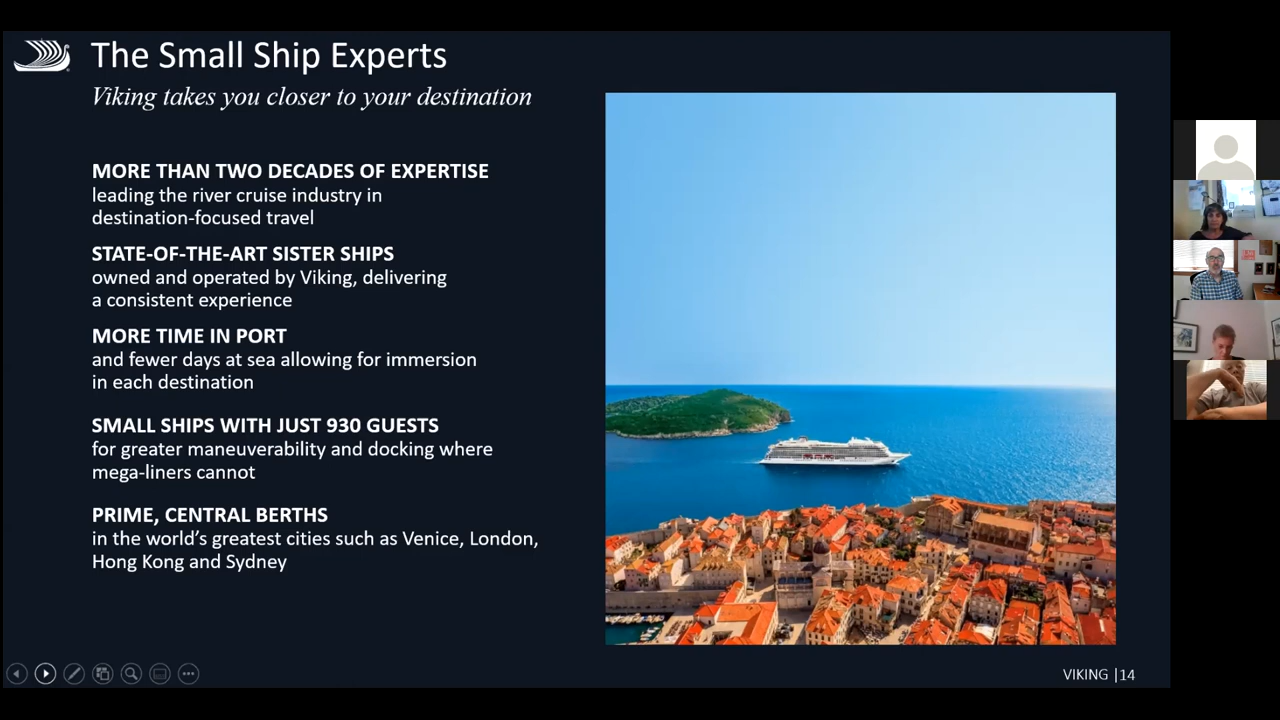 The Small Ship Experts
Viking takes you closer to your destination
MORE THAN TWO DECADES OF EXPERTISE
leading the river cruise industry in
destination-focused travel
STATE-OF-THE-ART SISTER SHIPS
owned and operated by Viking, delivering
a consistent experience
MORE TIME IN PORT
and fewer days at sea allowing for immersion
in each destination
SMALL SHIPS WITH JUST 930 GUESTS
for greater maneuverability and docking where
mega-liners cannot
PRIME, CENTRAL BERTHS
in the world’s greatest cities such as Venice, London,
Hong Kong and Sydney
VIKING |14